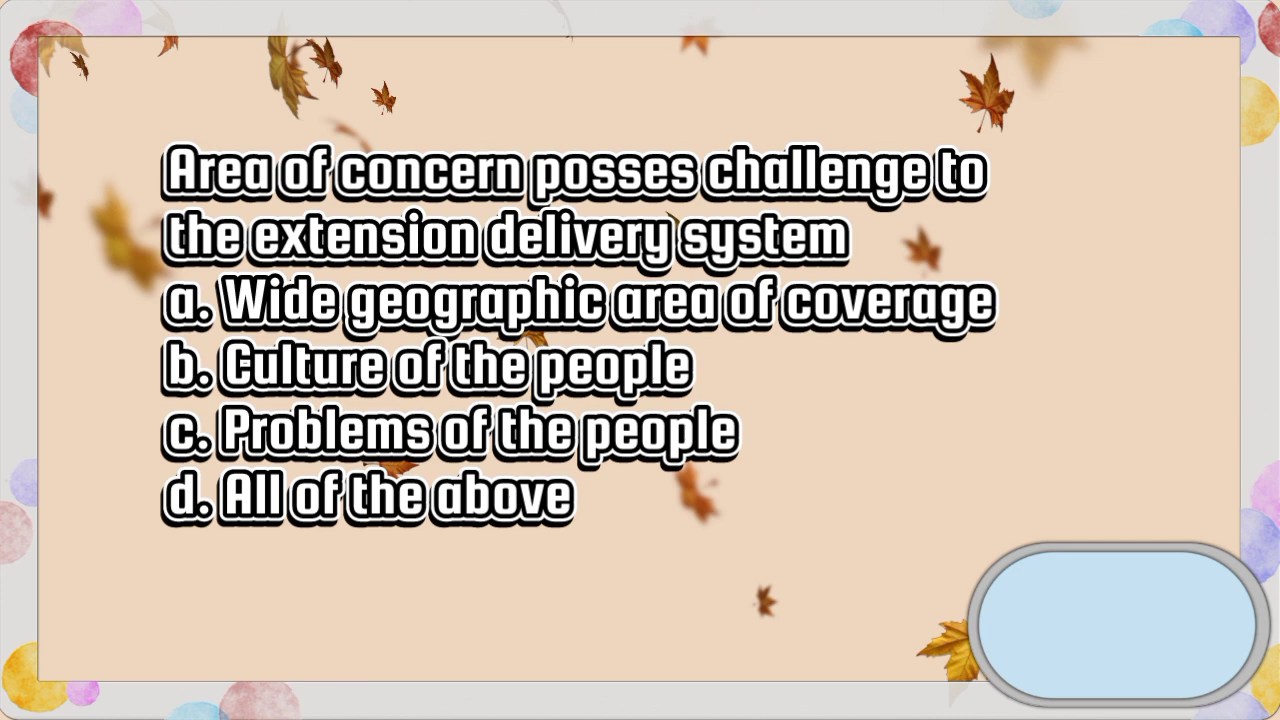 Area of concern posses challenge to
the extension delivery system
a. Wide geographic area of coverage
b. Culture of the people
c. Problems of the people
d. All of the above